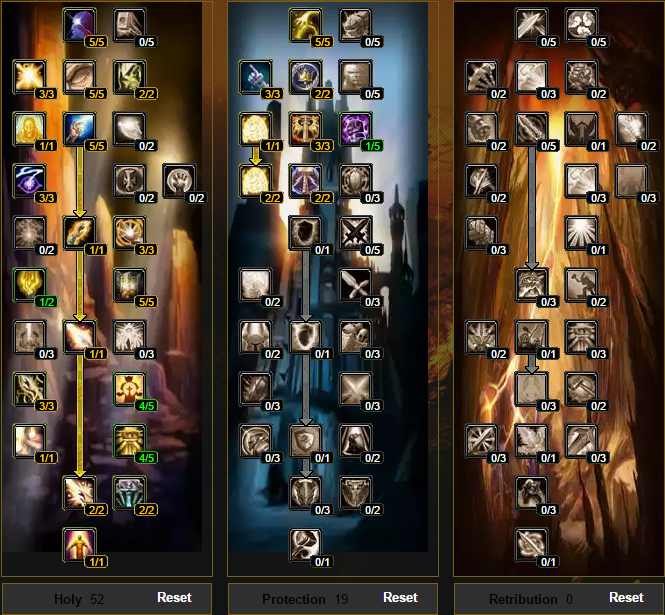 5/5 0/5
3/3 5/5 2/2
1/1 5/5 0/2
3/3 0/2 0/2
0/2 1/1 3/3
1/2 5/5
0/3 1/1 0/3
3/3 4/5
1/1 4/5
2/2 2/2
1/1
Holy 52 Reset
5/5 0/5
3/3 2/2 0/5
1/1 3/3 1/5
2/2 2/2 0/3
0/1 0/5
0/2 0/3
0/2 0/1 0/3
0/3 0/3
0/3 0/1 0/2
0/3 0/2
0/1
Protection 19 Reset
0/5 0/5
0/2 0/3 0/2
0/2 0/5 0/1 0/2
0/2 0/3 0/3
0/3 0/1
0/3 0/2
0/2 0/1 0/3
0/3 0/2
0/3 0/1 0/3
0/3
0/1
Retribution 0 Reset